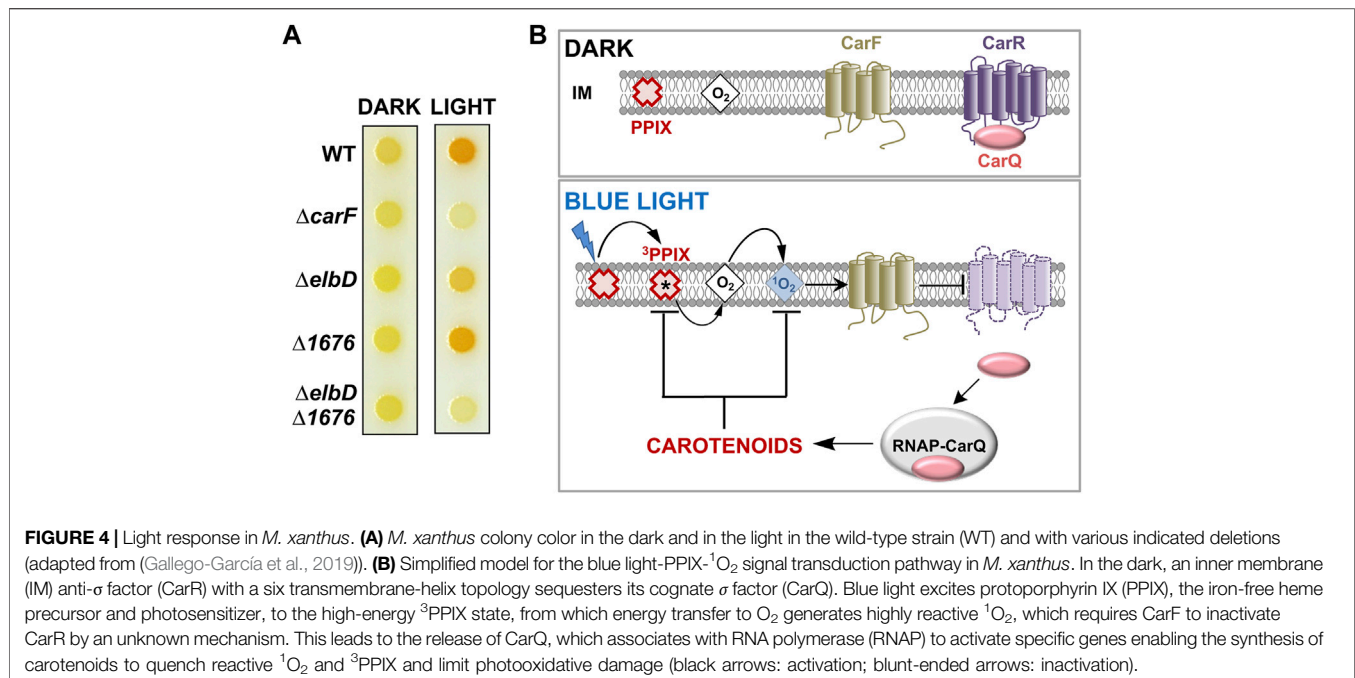 A
DARK LIGHT
WT
ΔcarF
ΔelbD
Δ1676
ΔelbD
Δ1676
B
DARK
CarF
CarR
IM
O2
PPIX
CarQ
BLUE LIGHT
³PPIX
*
O2
¹O2
CAROTENOIDS
RNAP-CarQ
FIGURE 4 | Light response in M. xanthus. (A) M. xanthus colony color in the dark and in the light in the wild-type strain (WT) and with various indicated deletions
(adapted from (Gallego-García et al., 2019)). (B) Simplified model for the blue light-PPIX-¹O2 signal transduction pathway in M. xanthus. In the dark, an inner membrane
(IM) anti-σ factor (CarR) with a six transmembrane-helix topology sequesters its cognate σ factor (CarQ). Blue light excites protoporphyrin IX (PPIX), the iron-free heme
precursor and photosensitizer, to the high-energy ³PPIX state, from which energy transfer to O2 generates highly reactive ¹O2, which requires CarF to inactivate
CarR by an unknown mechanism. This leads to the release of CarQ, which associates with RNA polymerase (RNAP) to activate specific genes enabling the synthesis of
carotenoids to quench reactive ¹O2 and ³PPIX and limit photooxidative damage (black arrows: activation; blunt-ended arrows: inactivation).